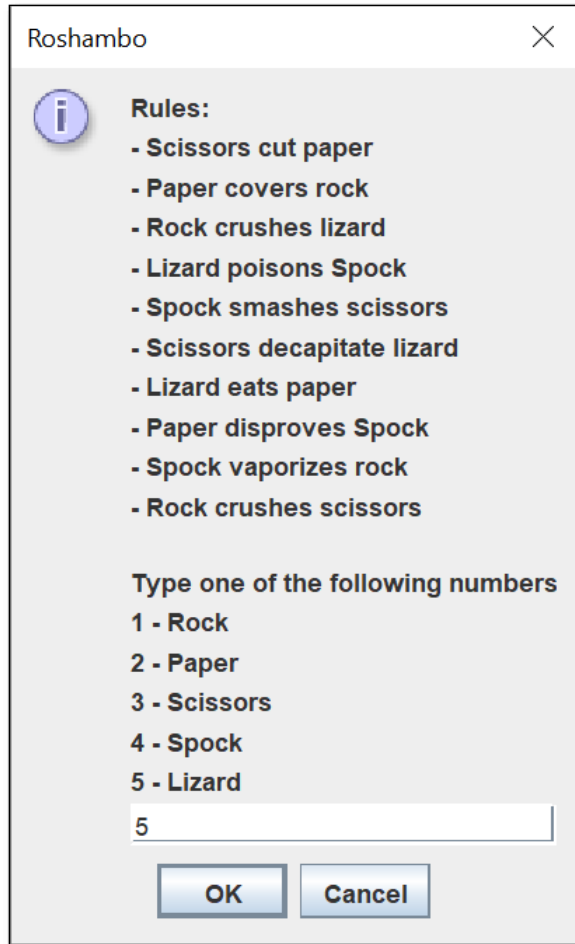 Roshambo
Rules:
- Scissors cut paper
- Paper covers rock
- Rock crushes lizard
- Lizard poisons Spock
- Spock smashes scissors
- Scissors decapitate lizard
- Lizard eats paper
- Paper disproves Spock
- Spock vaporizes rock
- Rock crushes scissors
Type one of the following numbers
1 - Rock
2 - Paper
3 - Scissors
4 - Spock
5 - Lizard
5
OK Cancel